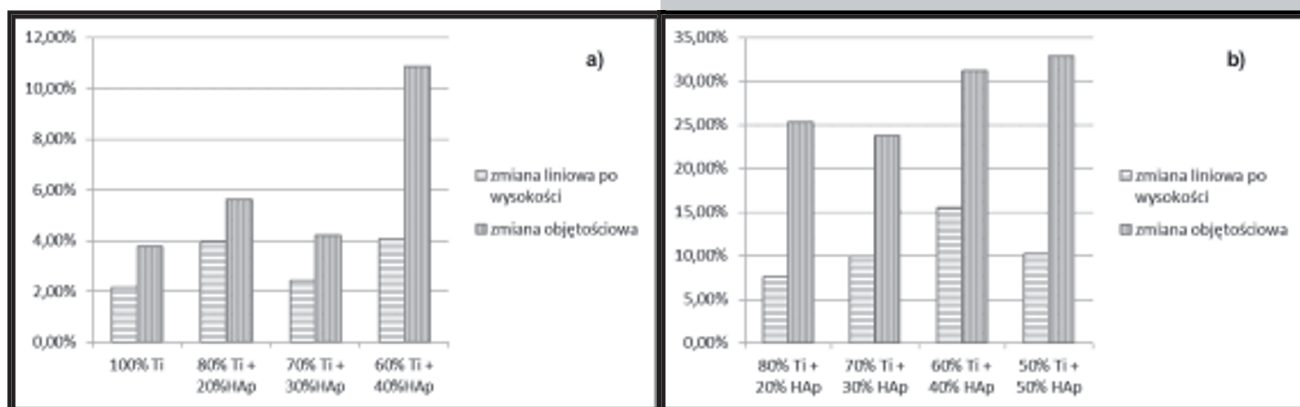 a)
12,00%
10,00%
8,00%
6,00%
4,00%
2,00%
0,00%
100% Ti
80% Ti +
20%HAp
70% Ti +
30%HAp
60% Ti +
40%HAp
zmiana liniowa po
wysokości
zmiana objętościowa
b)
35,00%
30,00%
25,00%
20,00%
15,00%
10,00%
5,00%
0,00%
80% Ti +
20% HAp
70% Ti +
30% HAp
60% Ti +
40% HAp
50% Ti +
50% HAp
zmiana liniowa po
wysokości
zmiana objętościowa